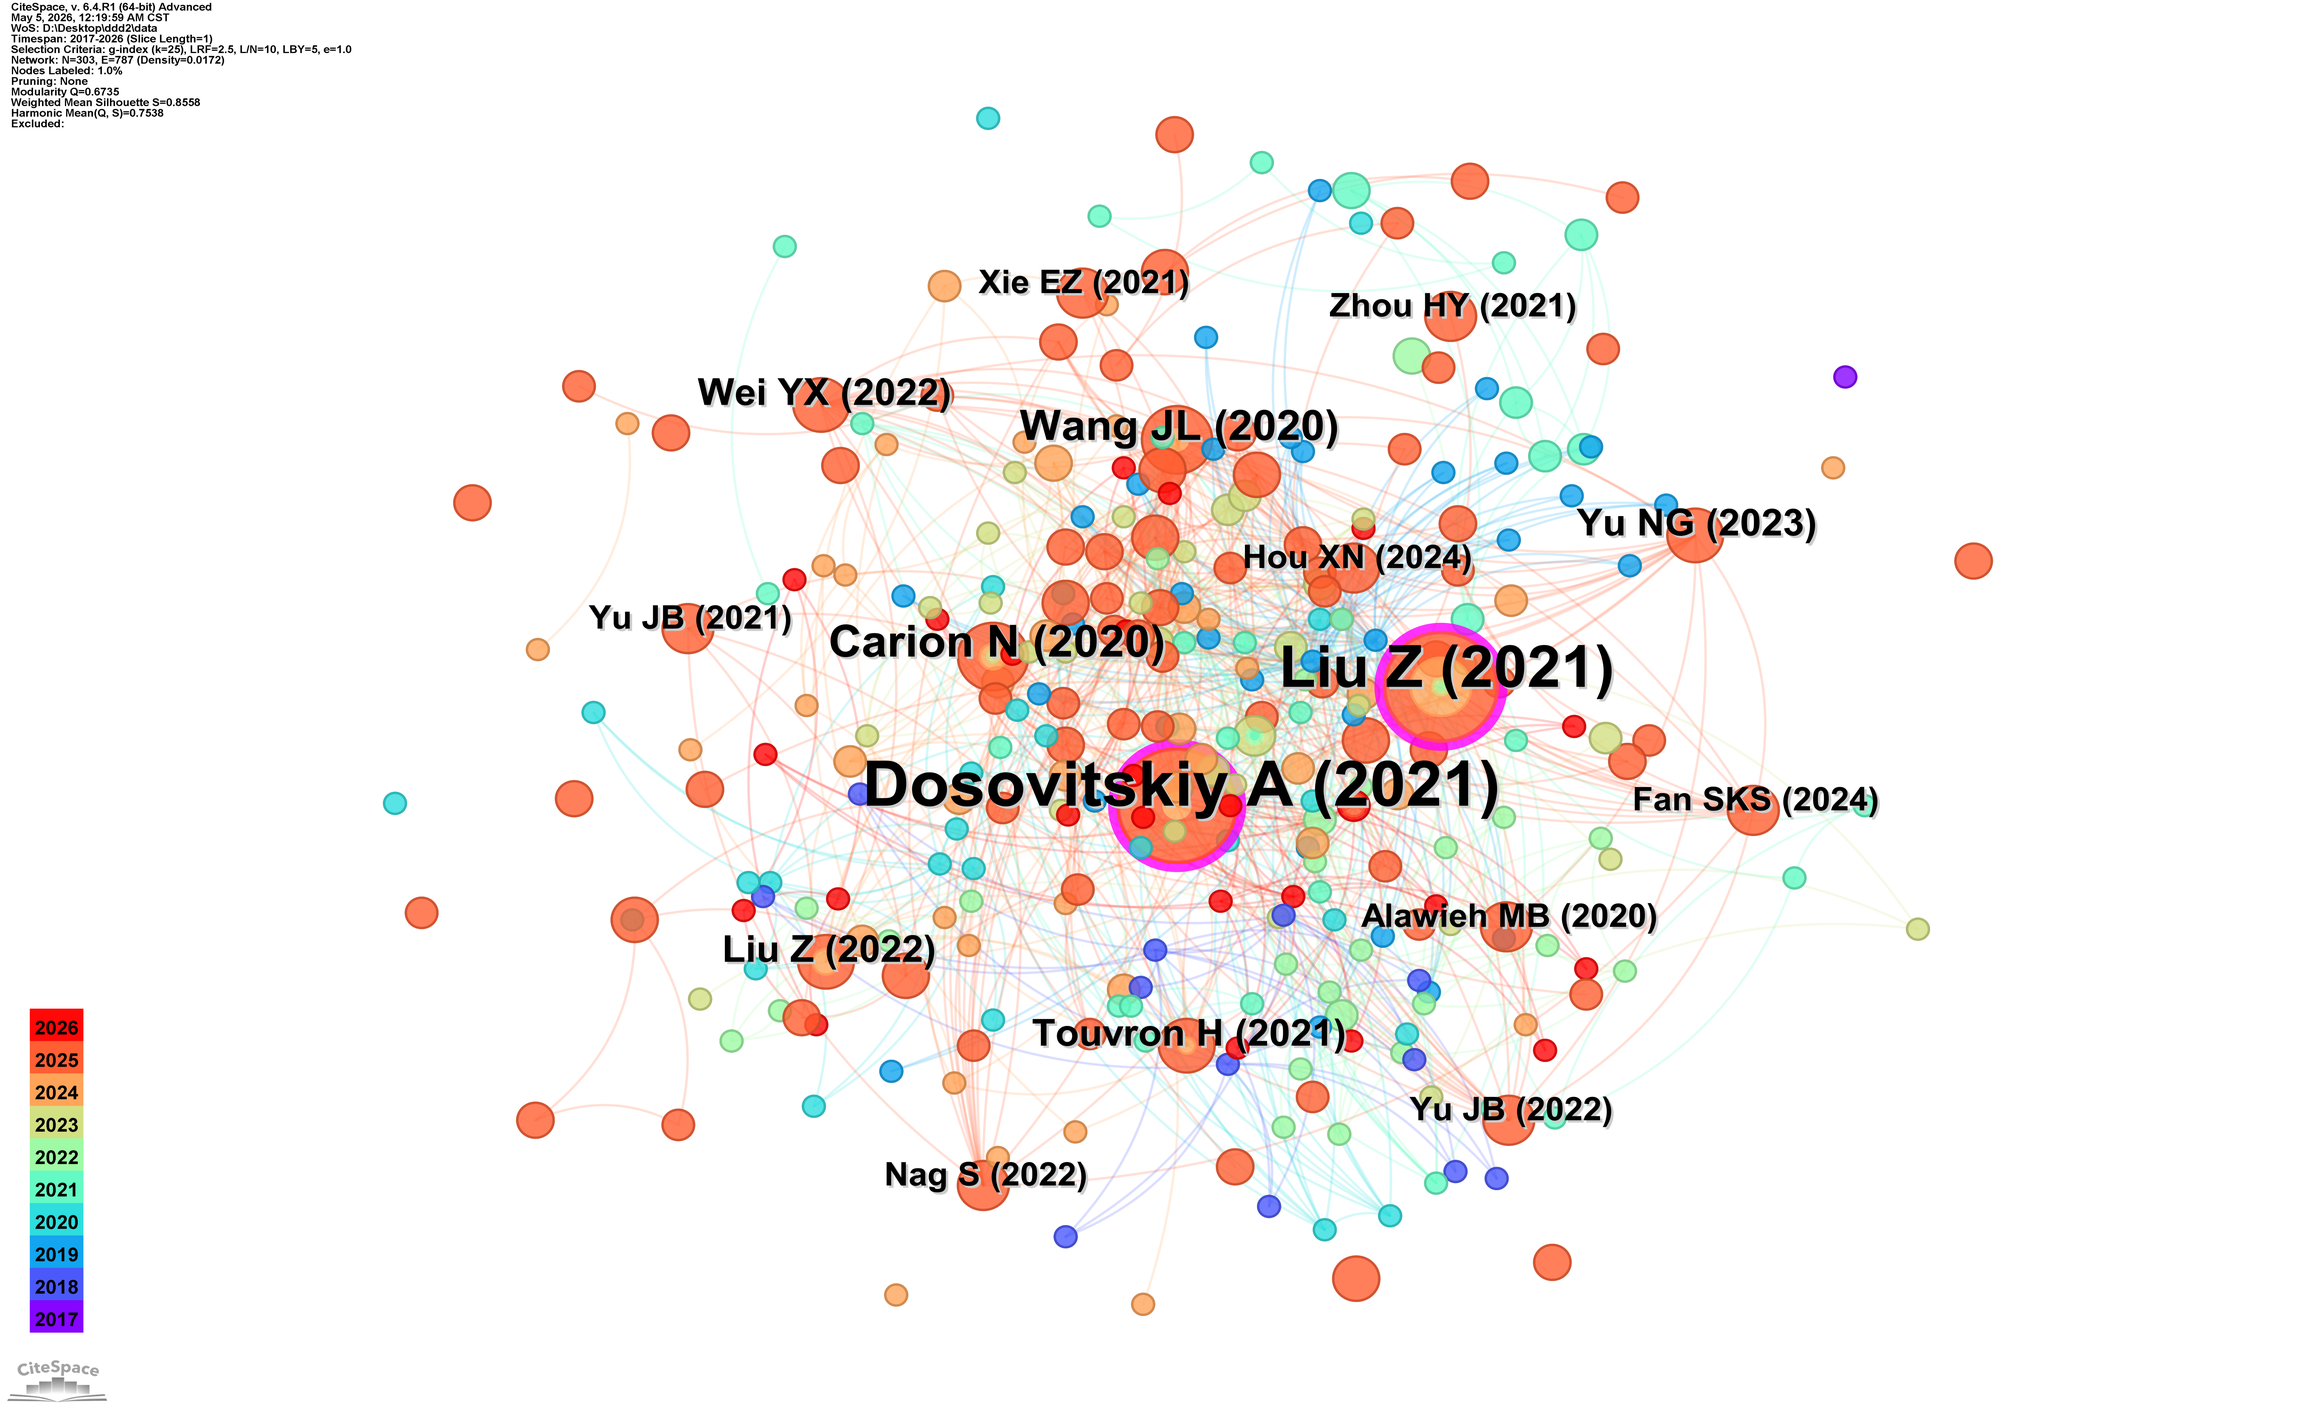 CiteSpace, v. 6.4.R1 (64-bit) Advanced
May 5, 2026, 12:19:59 AM CST
WoS: D:\Desktop\ddd2\data
Timespan: 2017-2026 (Slice Length=1)
Selection Criteria: g-index (k=25), LRF=2.5, L/N=10, LBY=5, e=1.0
Network: N=303, E=787 (Density=0.0172)
Nodes Labeled: 1.0%
Pruning: None
Modularity Q=0.6735
Weighted Mean Silhouette S=0.8558
Harmonic Mean(Q, S)=0.7538
Excluded:
Xie EZ (2021)
Zhou HY (2021)
Wei YX (2022)
Wang JL (2020)
Yu NG (2023)
Hou XN (2024)
Yu JB (2021)
Carion N (2020)
Liu Z (2021)
Dosovitskiy A (2021)
Fan SKS (2024)
Alawieh MB (2020)
Liu Z (2022)
Touvron H (2021)
Yu JB (2022)
Nag S (2022)
2026
2025
2024
2023
2022
2021
2020
2019
2018
2017
CiteSpace